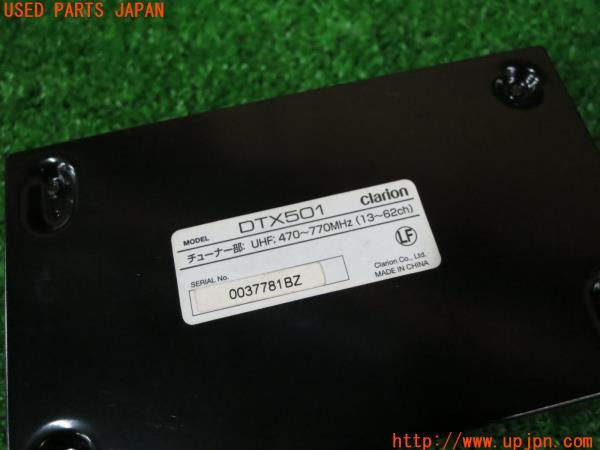 USED PARTS JAPAN
MODEL DTX501 clarion
チューナー部: UHF; 470~770MHz (13~62ch)
SERIAL No.
0037781BZ
LF
Clarion Co., Ltd.
MADE IN CHINA
http://www.upjpn.com/